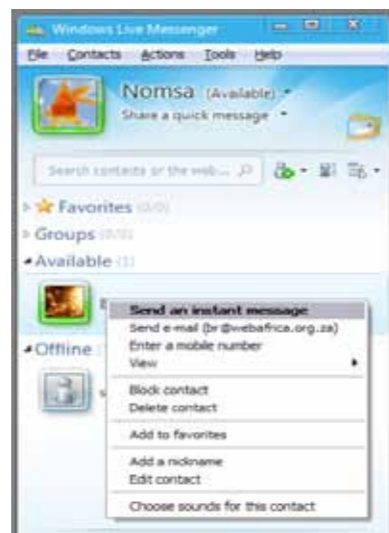 Windows Live Messenger
File Contacts Actions Tools Help
Nomsa (Available)
Share a quick message
Search contacts or the web...
Favorites (0/0)
Groups (0/0)
Available (1)
Send an instant message
Send e-mail (br@webafrica.org.za)
Enter a mobile number
View
Offline
Block contact
Delete contact
Add to favorites
Add a nickname
Edit contact
Choose sounds for this contact